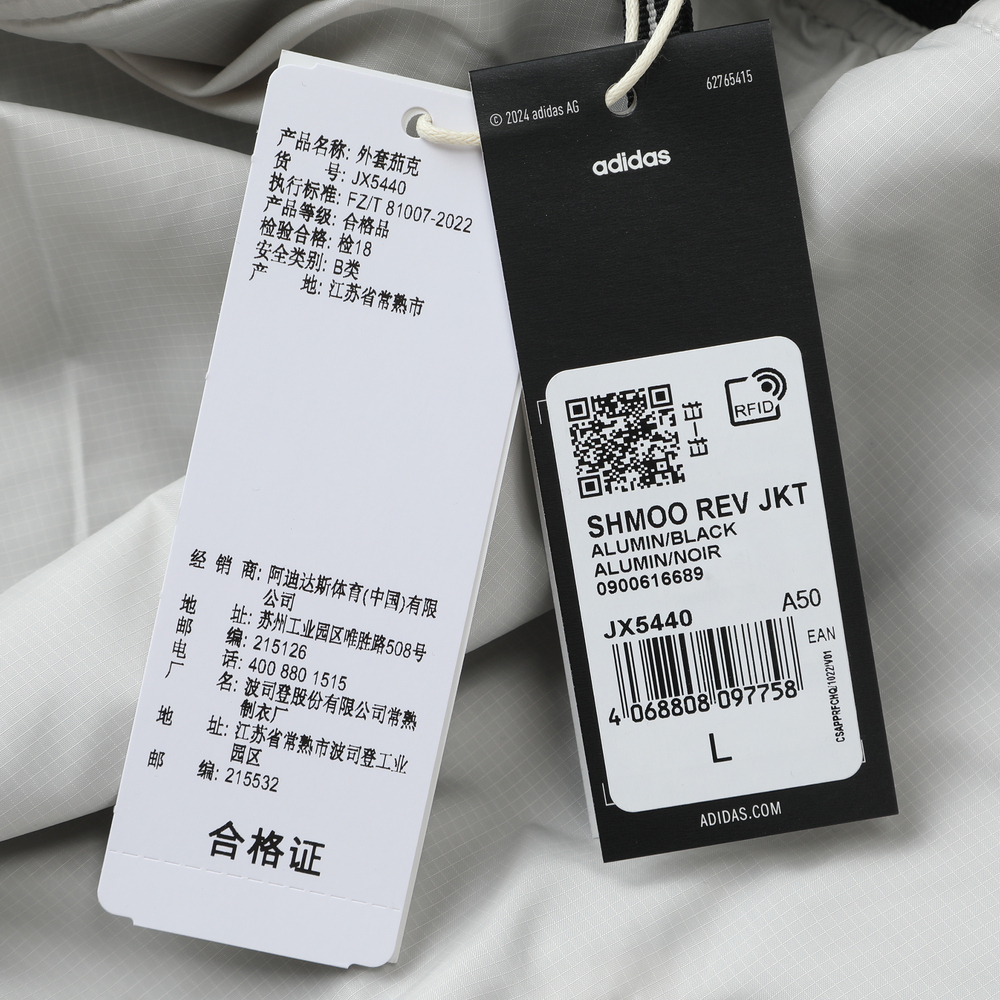 产品名称: 外套茄克
货 号: JX5440
执行标准: FZ/T 81007-2022
产品等级: 合格品
检验合格: 检18
安全类别: B类
产 地: 江苏省常熟市
经 销 商: 阿迪达斯体育(中国)有限
公司
地 址: 苏州工业园区唯胜路508号
邮 编: 215126
电 话: 400 880 1515
厂 名: 波司登股份有限公司常熟
制衣厂
地 址: 江苏省常熟市波司登工业
园区
邮 编: 215532
合格证
© 2024 adidas AG
62765415
adidas
扫一扫
RFID
SHMOO REV JKT
ALUMIN/BLACK
ALUMIN/NOIR
0900616689
JX5440
A50
EAN
4 068808 097758
CSAPPRFCHQ/1022/V01
L
ADIDAS.COM